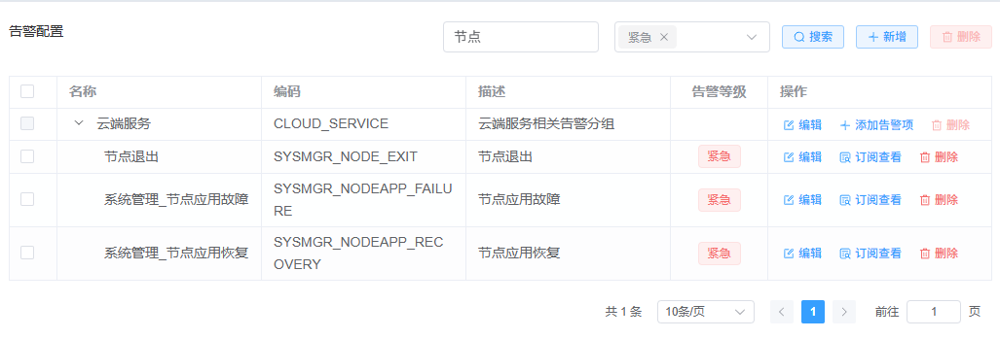 告警配置
节点
紧急
搜索
新增
删除
名称
编码
描述
告警等级
操作
云端服务
CLOUD_SERVICE
云端服务相关告警分组
编辑
添加告警项
删除
节点退出
SYSMGR_NODE_EXIT
节点退出
紧急
编辑
订阅查看
删除
系统管理_节点应用故障
SYSMGR_NODEAPP_FAILU
RE
节点应用故障
紧急
编辑
订阅查看
删除
系统管理_节点应用恢复
SYSMGR_NODEAPP_REC
OVERY
节点应用恢复
紧急
编辑
订阅查看
删除
共 1 条
10条/页
1
前往
1
页